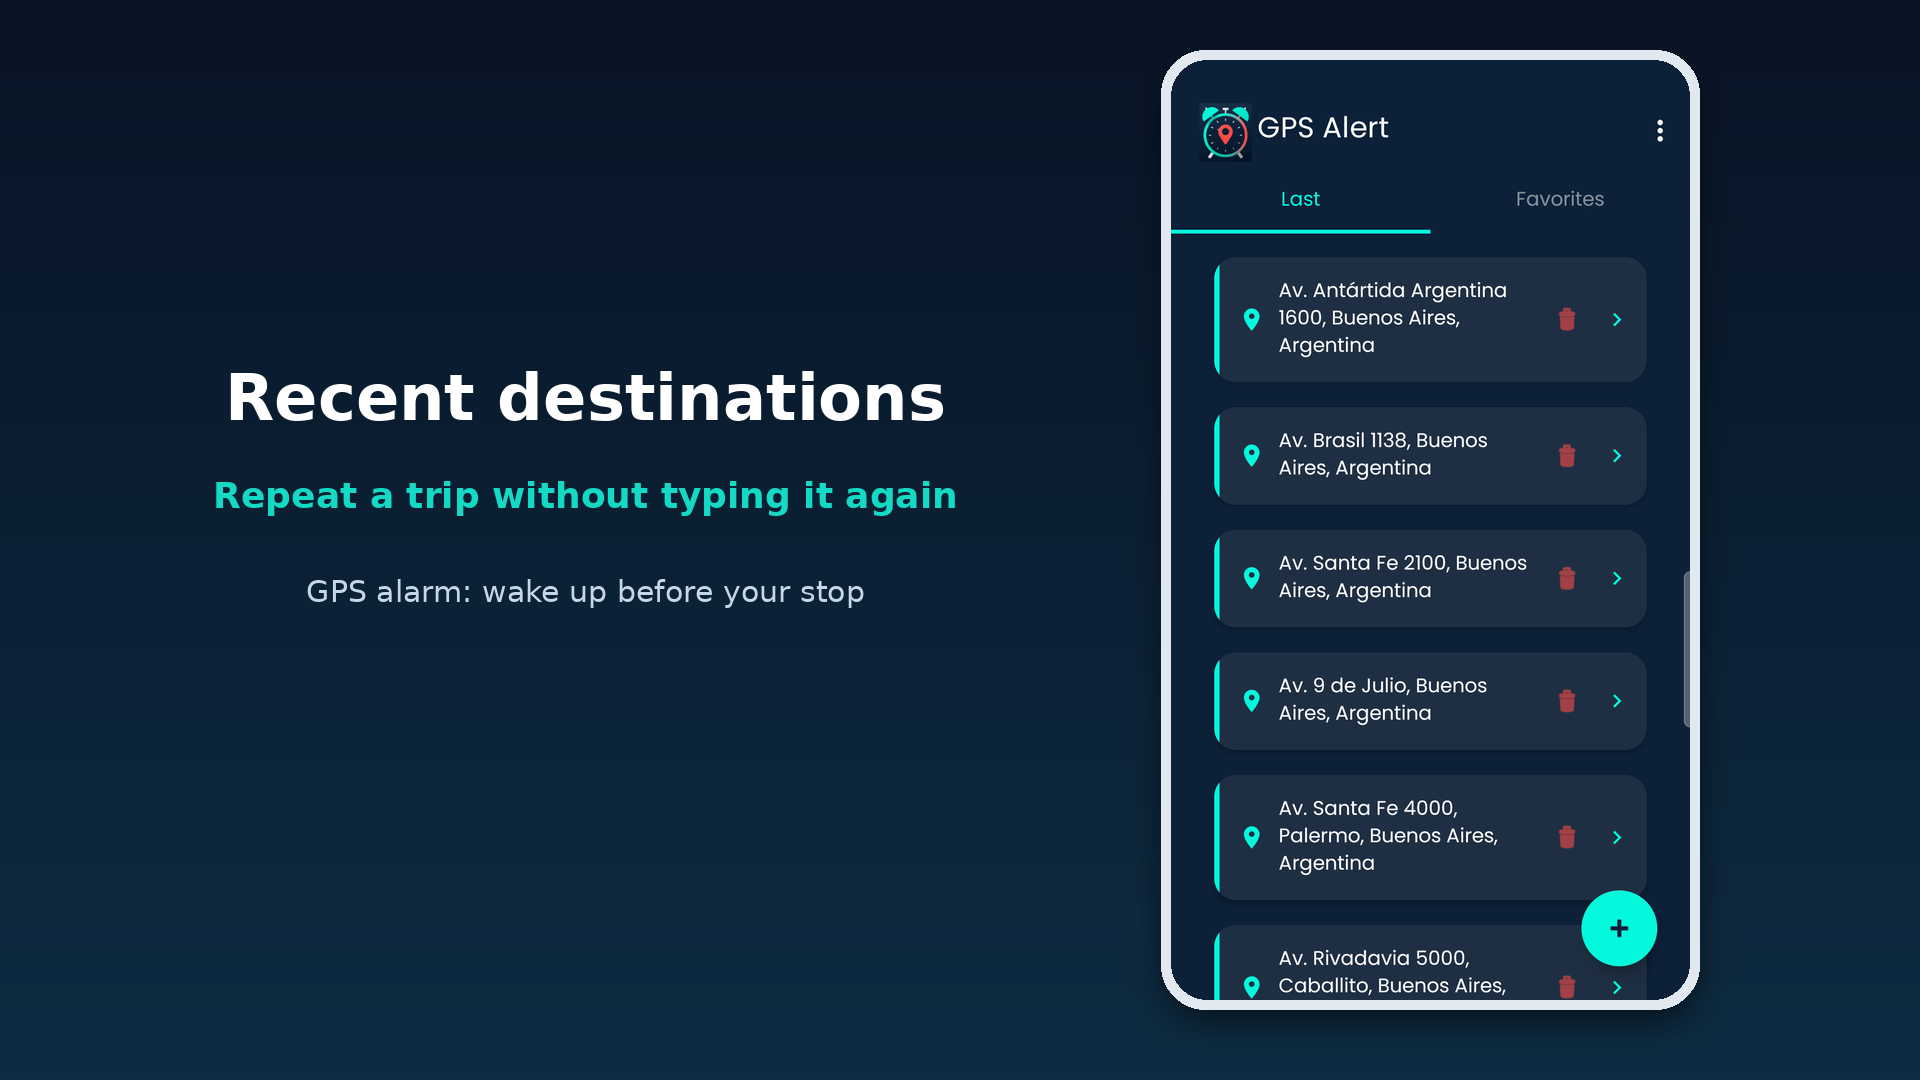 Recent destinations
Repeat a trip without typing it again
GPS alarm: wake up before your stop
GPS Alert
Last
Favorites
Av. Antártida Argentina
1600, Buenos Aires,
Argentina
Av. Brasil 1138, Buenos
Aires, Argentina
Av. Santa Fe 2100, Buenos
Aires, Argentina
Av. 9 de Julio, Buenos
Aires, Argentina
Av. Santa Fe 4000,
Palermo, Buenos Aires,
Argentina
Av. Rivadavia 5000,
Caballito, Buenos Aires,